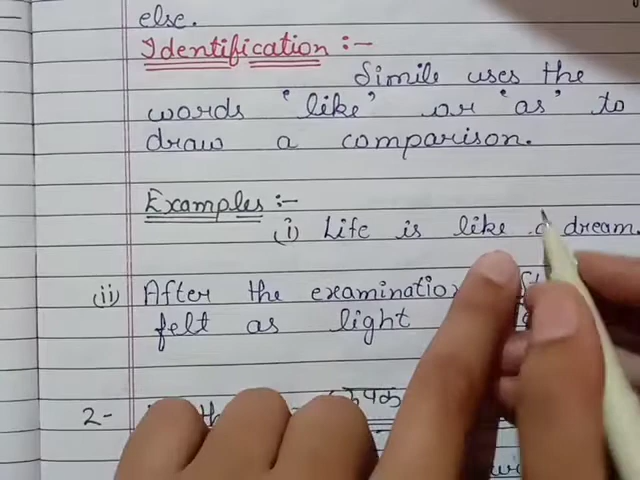 else.
Identification :-
Simile uses the
words 'like' or 'as' to
draw a comparison.
Examples :-
(i) Life is like a dream.
(ii) After the examination
felt as light
2-